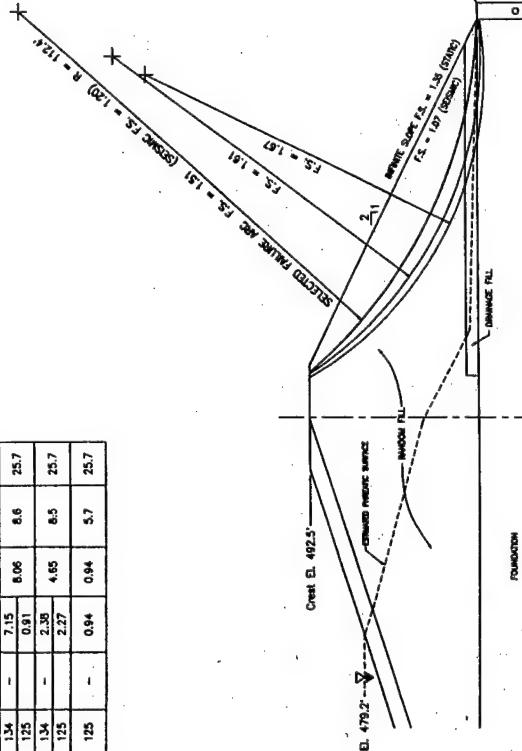 134 – 7.15 8.06 8.6 25.7
125 0.91
134 – 2.38 4.65 8.5 25.7
125 2.27
125 – 0.94 0.94 5.7 25.7
SELECTED FAILURE ARC F.S. = 1.51 (SEISMIC F.S. = 1.20) R = 112.4'
F.S. = 1.61
F.S. = 1.67
INFINITE SLOPE F.S. = 1.35 (STATIC)
F.S. = 1.07 (SEISMIC)
2
1
Crest El. 492.5'
El. 479.2'
ESTIMATED PHREATIC SURFACE
RANDOM FILL
DRAINAGE FILL
FOUNDATION
0